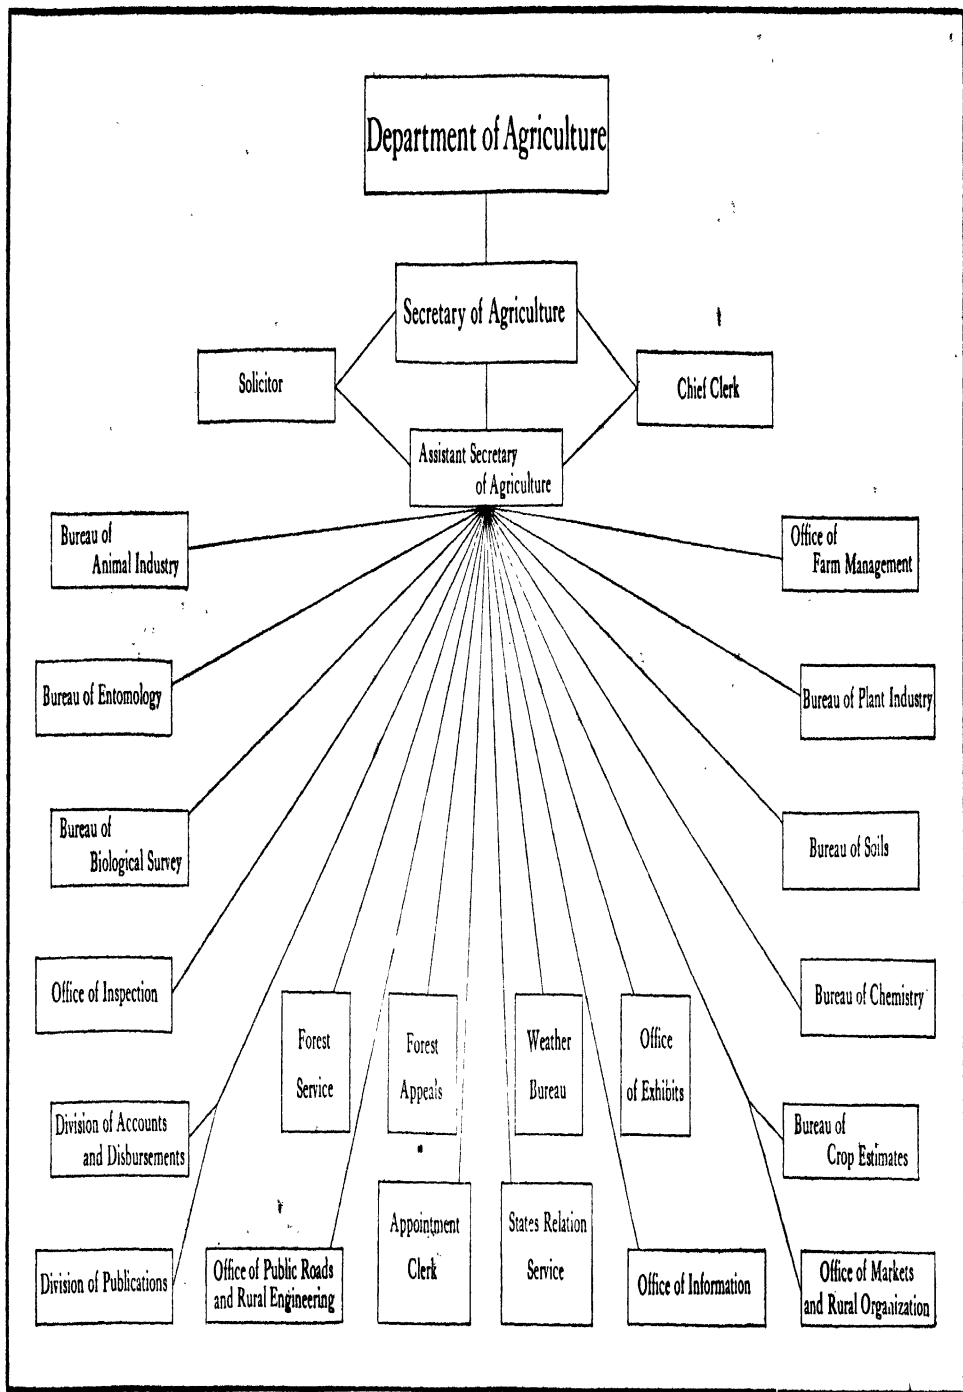 Department of Agriculture
Secretary of Agriculture
Solicitor
Chief Clerk
Assistant Secretary
of Agriculture
Bureau of
Animal Industry
Office of
Farm Management
Bureau of Entomology
Bureau of Plant Industry
Bureau of
Biological Survey
Bureau of Soils
Office of Inspection
Bureau of Chemistry
Forest
Service
Forest
Appeals
Weather
Bureau
Office
of Exhibits
Division of Accounts
and Disbursements
Bureau of
Crop Estimates
Division of Publications
Office of Public Roads
and Rural Engineering
Appointment
Clerk
States Relation
Service
Office of Information
Office of Markets
and Rural Organization